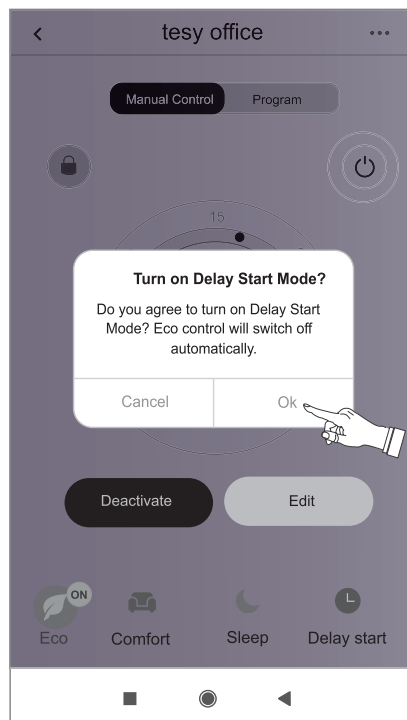 tesy office
Manual Control Program
15
Turn on Delay Start Mode?
Do you agree to turn on Delay Start
Mode? Eco control will switch off
automatically.
Cancel Ok
Deactivate Edit
ON
Eco Comfort Sleep Delay start